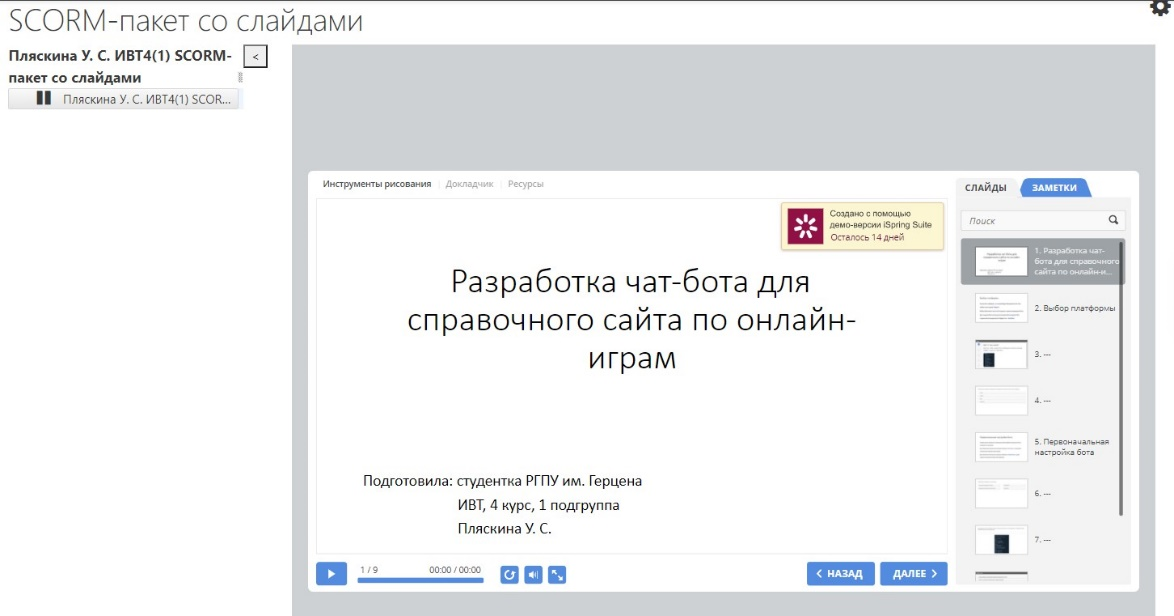 SCORM-пакет со слайдами
Пляскина У. С. ИВТ4(1) SCORM-
пакет со слайдами
<
Пляскина У. С. ИВТ4(1) SCOR...
Инструменты рисования
Докладчик
Ресурсы
Создано с помощью
демо-версии iSpring Suite
Осталось 14 дней
Разработка чат-бота для
справочного сайта по онлайн-
играм
Подготовила: студентка РГПУ им. Герцена
ИВТ, 4 курс, 1 подгруппа
Пляскина У. С.
1 / 9
00:00 / 00:00
НАЗАД
ДАЛЕЕ
СЛАЙДЫ
ЗАМЕТКИ
Поиск
1. Разработка чат-
бота для справочного
сайта по онлайн-и...
2. Выбор платформы
3. ---
4. ---
5. Первоначальная
настройка бота
6. ---
7. ---